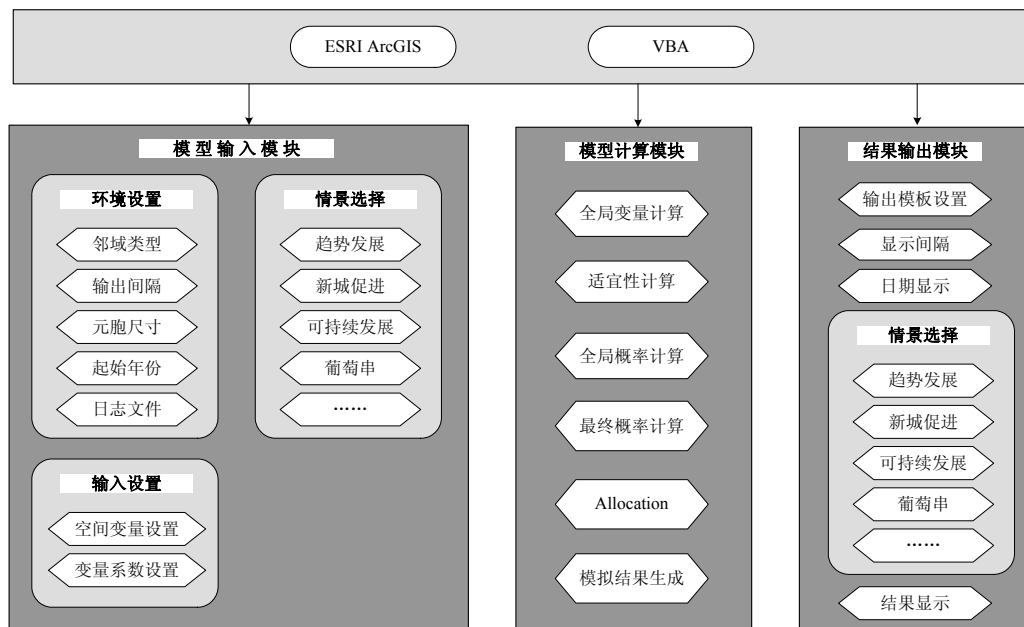 ESRI ArcGIS
VBA
模型输入模块
环境设置
邻域类型
输出间隔
元胞尺寸
起始年份
日志文件
情景选择
趋势发展
新城促进
可持续发展
葡萄串
……
输入设置
空间变量设置
变量系数设置
模型计算模块
全局变量计算
适宜性计算
全局概率计算
最终概率计算
Allocation
模拟结果生成
结果输出模块
输出模板设置
显示间隔
日期显示
情景选择
趋势发展
新城促进
可持续发展
葡萄串
……
结果显示